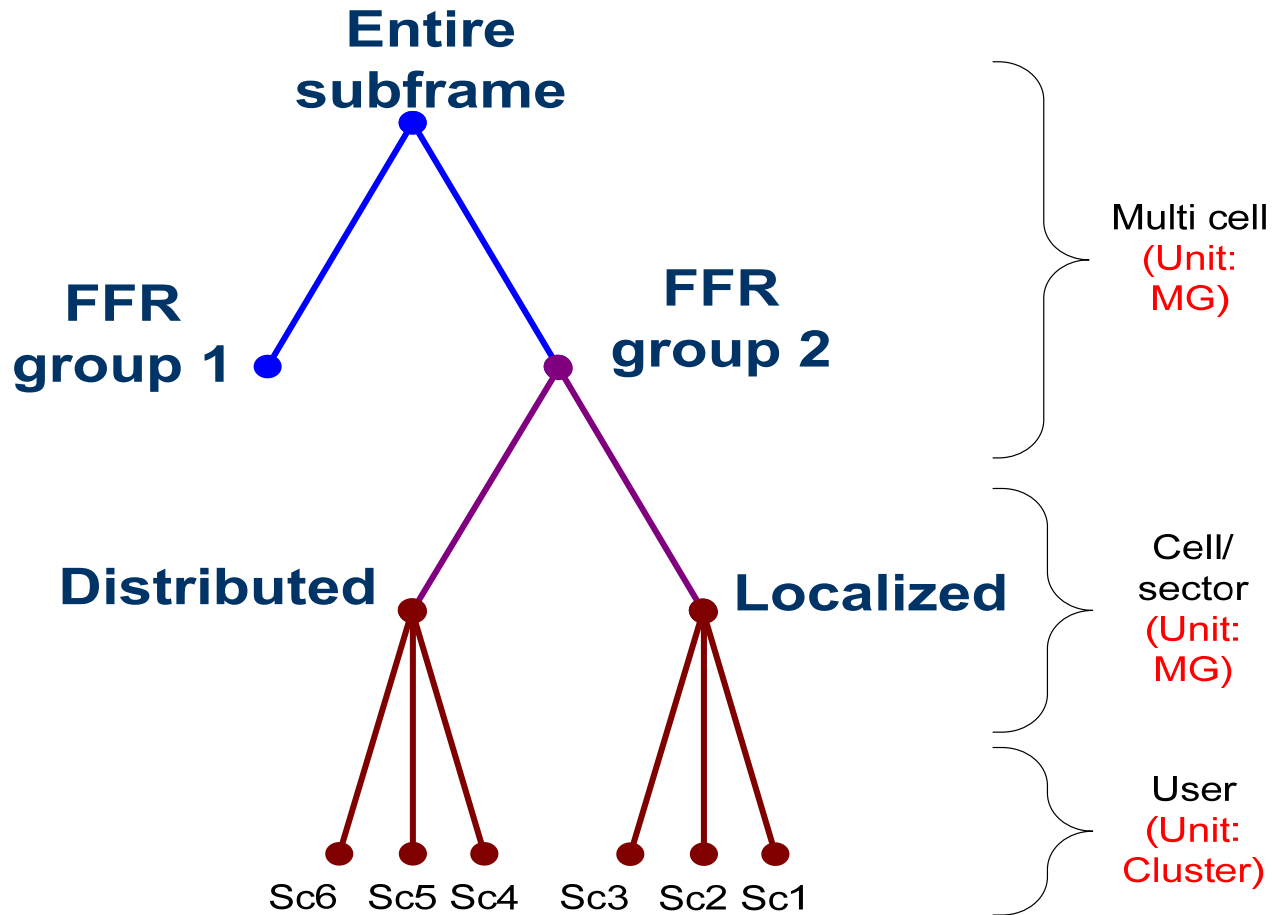 Entire
subframe
FFR
group 1
FFR
group 2
Multi cell
(Unit:
MG)
Distributed
Localized
Cell/
sector
(Unit:
MG)
Sc6
Sc5
Sc4
Sc3
Sc2
Sc1
User
(Unit:
Cluster)